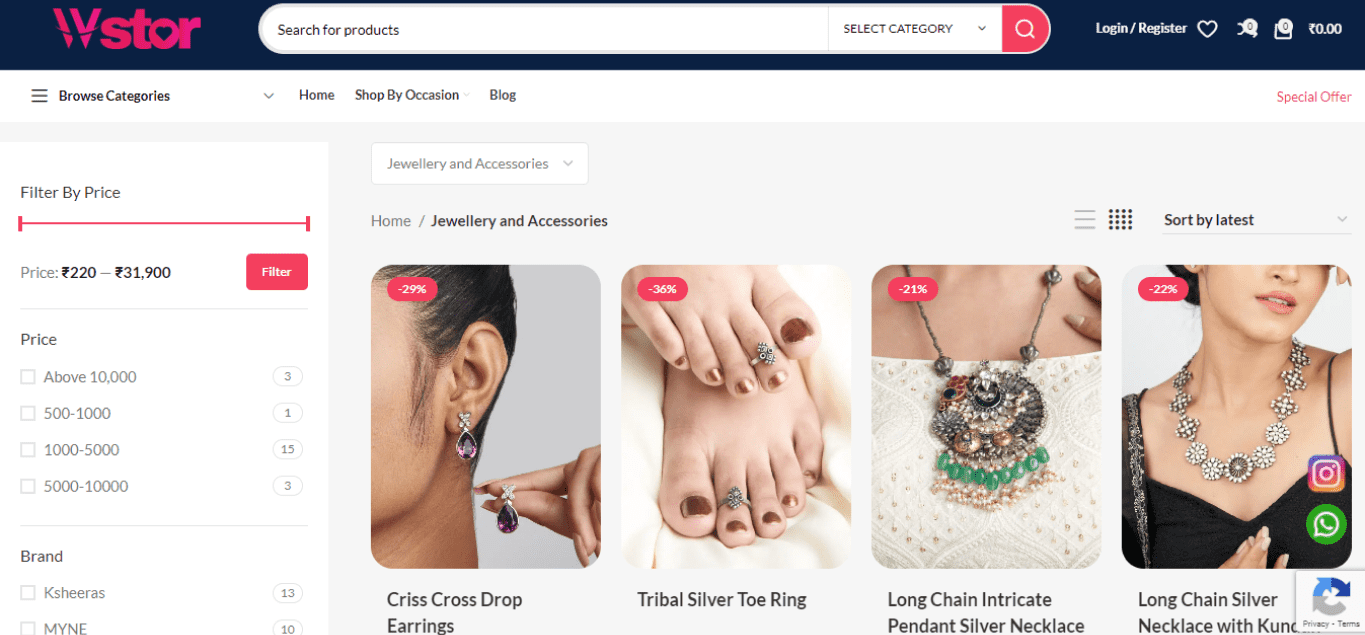 Wstor
Search for products
SELECT CATEGORY
Login / Register
0
0
₹0.00
Browse Categories
Home
Shop By Occasion
Blog
Special Offer
Filter By Price
Price: ₹220 — ₹31,900
Filter
Price
Above 10,000 3
500-1000 1
1000-5000 15
5000-10000 3
Brand
Ksheeras 13
MYNE 10
Jewellery and Accessories
Home / Jewellery and Accessories
Sort by latest
-29%
-36%
-21%
-22%
Criss Cross Drop
Earrings
Tribal Silver Toe Ring
Long Chain Intricate
Pendant Silver Necklace
Long Chain Silver
Necklace with
Privacy - Terms